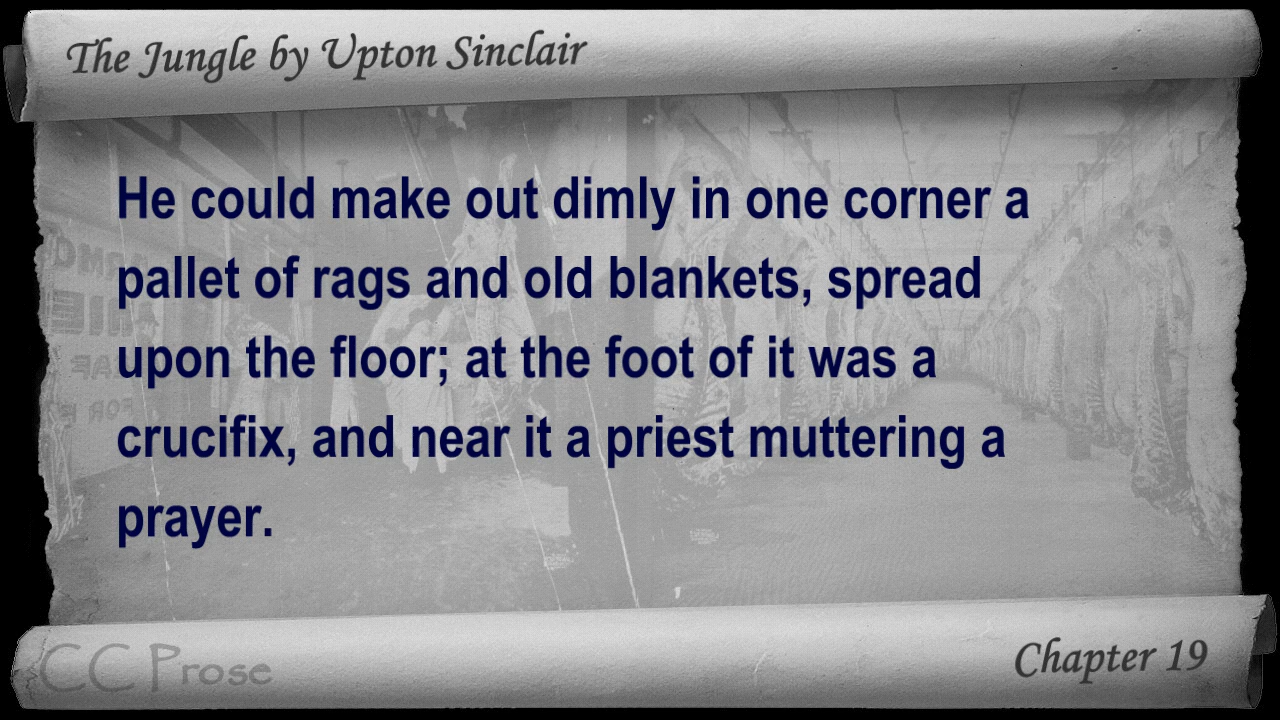 The Jungle by Upton Sinclair
He could make out dimly in one corner a
pallet of rags and old blankets, spread
upon the floor; at the foot of it was a
crucifix, and near it a priest muttering a
prayer.
CC Prose
Chapter 19